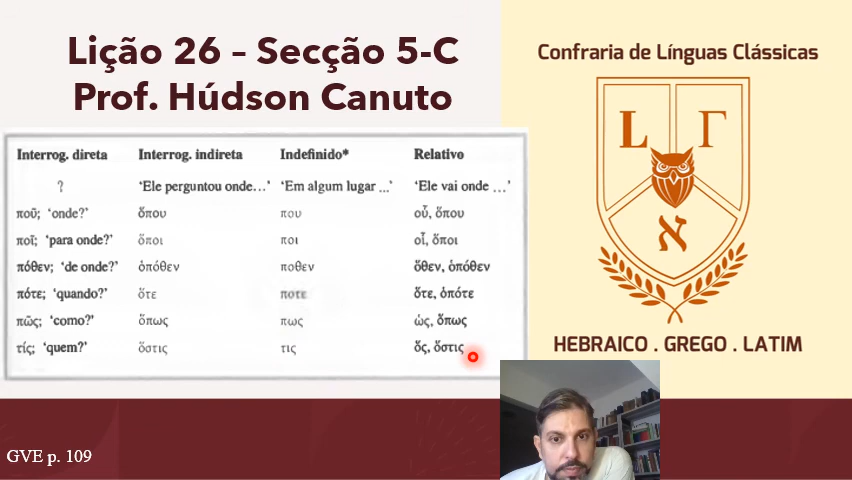 Lição 26 – Secção 5-C
Prof. Húdson Canuto
Confraria de Línguas Clássicas
L Γ
א
HEBRAICO . GREGO . LATIM
Interrog. direta Interrog. indireta Indefinido* Relativo
? ‘Ele perguntou onde…’ ‘Em algum lugar ...’ ‘Ele vai onde …’
ποῦ; ‘onde?’ ὅπου που οὗ, ὅπου
ποῖ; ‘para onde?’ ὅποι ποι οἷ, ὅποι
πόθεν; ‘de onde?’ ὁπόθεν ποθεν ὅθεν, ὁπόθεν
πότε; ‘quando?’ ὅτε ποτε ὅτε, ὁπότε
πῶς; ‘como?’ ὅπως πως ὡς, ὅπως
τίς; ‘quem?’ ὅστις τις ὅς, ὅστις
GVE p. 109